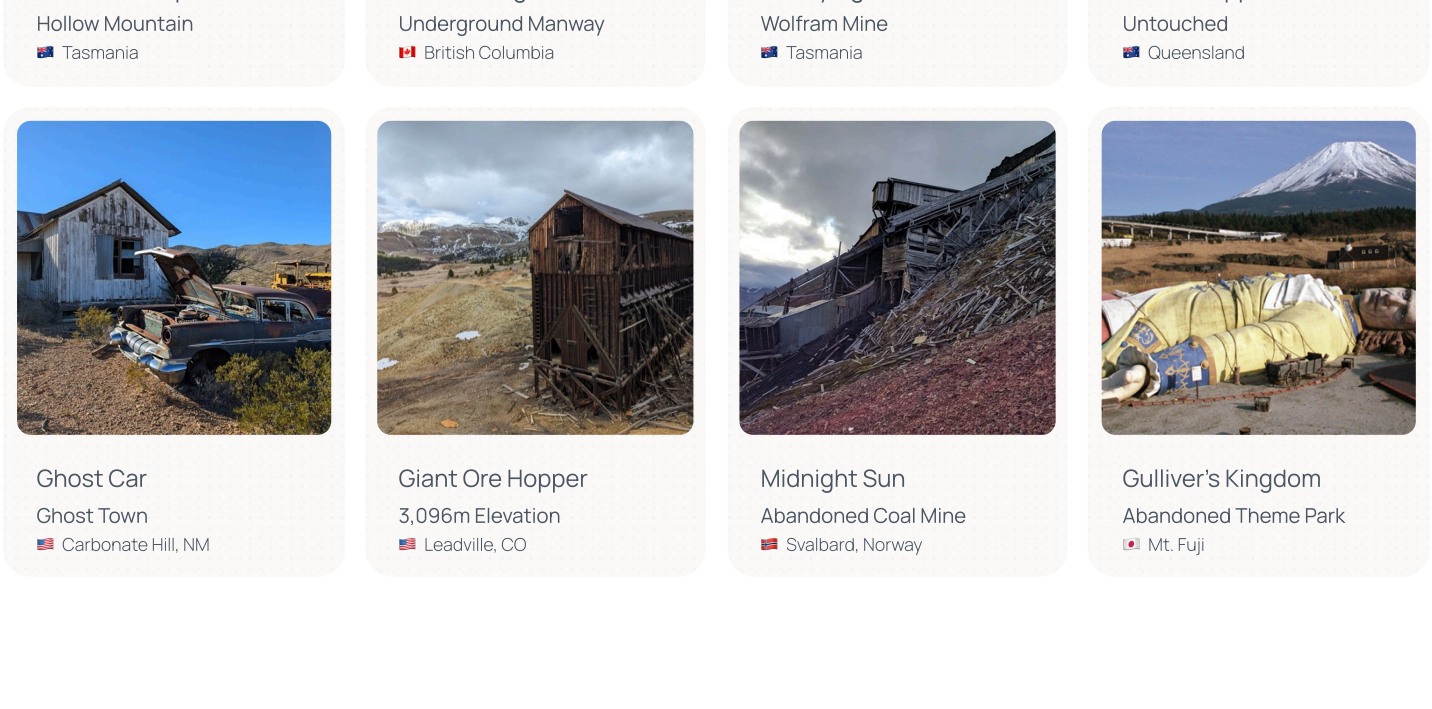 Hollow Mountain
Underground Manway
Wolfram Mine
Untouched
Tasmania
British Columbia
Tasmania
Queensland
Ghost Car
Giant Ore Hopper
Midnight Sun
Gulliver's Kingdom
Ghost Town
3,096m Elevation
Abandoned Coal Mine
Abandoned Theme Park
Carbonate Hill, NM
Leadville, CO
Svalbard, Norway
Mt. Fuji